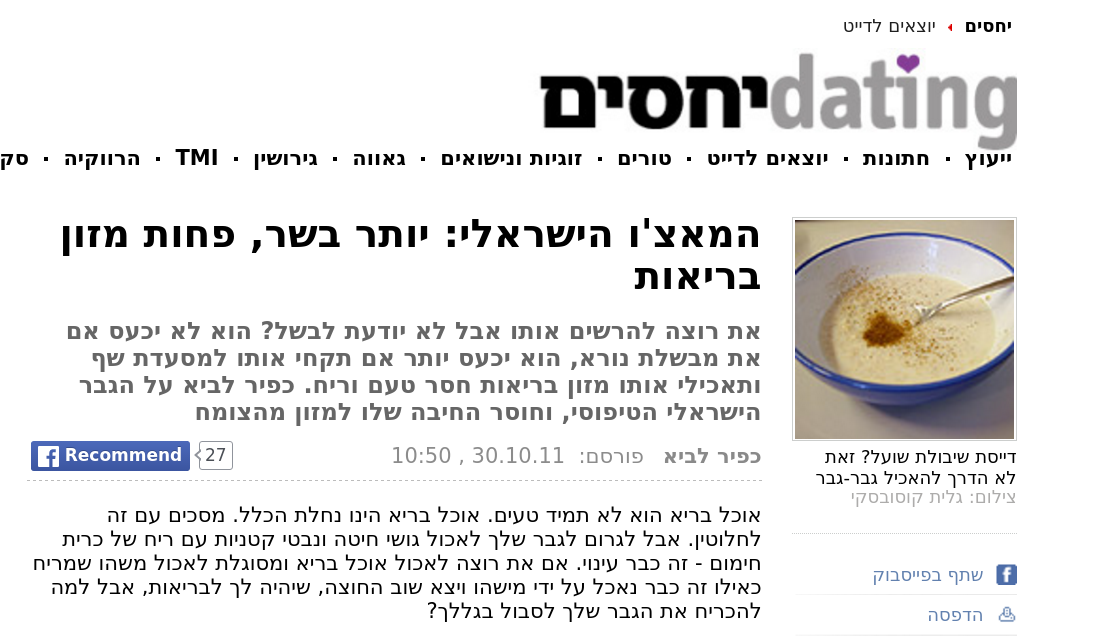 יחסים יוצאים לדייט
יחסיםdating
ייעוץ ▪ חתונות ▪ יוצאים לדייט ▪ טורים ▪ זוגיות ונישואים ▪ גאווה ▪ גירושין ▪ TMI ▪ הרווקיה ▪ סק
המאצ'ו הישראלי: יותר בשר, פחות מזון
בריאות
את רוצה להרשים אותו אבל לא יודעת לבשל? הוא לא יכעס אם
את מבשלת נורא, הוא יכעס יותר אם תקחי אותו למסעדת שף
ותאכילי אותו מזון בריאות חסר טעם וריח. כפיר לביא על הגבר
הישראלי הטיפוסי, וחוסר החיבה שלו למזון מהצומח
כפיר לביא פורסם: 30.10.11 , 10:50
Recommend 27
אוכל בריא הוא לא תמיד טעים. אוכל בריא הינו נחלת הכלל. מסכים עם זה
לחלוטין. אבל לגרום לגבר שלך לאכול גושי חיטה ונבטי קטניות עם ריח של כרית
חימום - זה כבר עינוי. אם את רוצה לאכול אוכל בריא ומסוגלת לאכול משהו שמריח
כאילו זה כבר נאכל על ידי מישהו ויצא שוב החוצה, שיהיה לך לבריאות, אבל למה
להכריח את הגבר שלך לסבול בגללך?
דייסת שיבולת שועל? זאת
לא הדרך להאכיל גבר-גבר
צילום: גלית קוסובסקי
שתף בפייסבוק
הדפסה